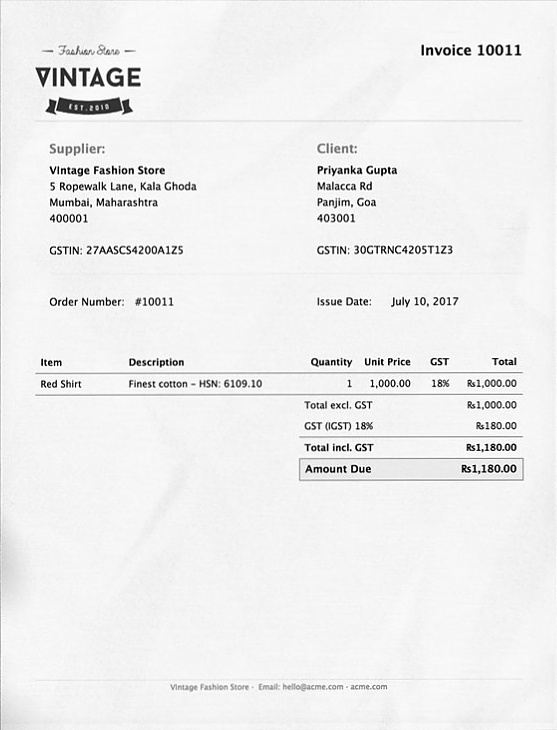 Fashion Store
VINTAGE
EST.2010
Invoice 10011
Supplier:
VIntage Fashion Store
5 Ropewalk Lane, Kala Ghoda
Mumbai, Maharashtra
400001
GSTIN: 27AASCS4200A1Z5
Client:
Priyanka Gupta
Malacca Rd
Panjim, Goa
403001
GSTIN: 30GTRNC4205T1Z3
Order Number: #10011
Issue Date: July 10, 2017
Item Description Quantity Unit Price GST Total
Red Shirt Finest cotton – HSN: 6109.10 1 1,000.00 18% ₨1,000.00
Total excl. GST ₨1,000.00
GST (IGST) 18% ₨180.00
Total incl. GST ₨1,180.00
Amount Due ₨1,180.00
Vintage Fashion Store - Email: hello@acme.com - acme.com